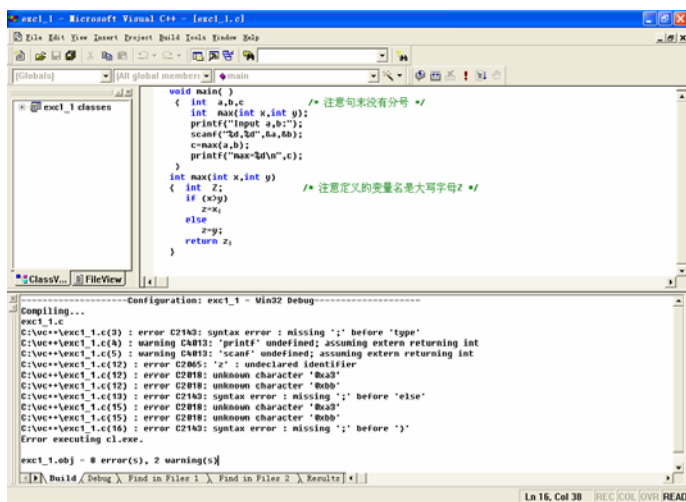 exc1_1 - Microsoft Visual C++ - [exc1_1.c]
File Edit View Insert Project Build Tools Window Help
(Globals) [All global members] main
exc1_1 classes
void main( )
{ int a,b,c /* 注意句末没有分号 */
int max(int x,int y);
printf("Input a,b:");
scanf("%d,%d",&a,&b);
c=max(a,b);
printf("max=%d\n",c);
}
int max(int x,int y)
{ int Z; /* 注意定义的变量名是大写字母Z */
if (x>y)
z=x；
else
z=y;
return z；
}
ClassV... FileView
--------------------Configuration: exc1_1 - Win32 Debug--------------------
Compiling...
exc1_1.c
C:\vc++\exc1_1.c(3) : error C2143: syntax error : missing ';' before 'type'
C:\vc++\exc1_1.c(4) : warning C4013: 'printf' undefined; assuming extern returning int
C:\vc++\exc1_1.c(5) : warning C4013: 'scanf' undefined; assuming extern returning int
C:\vc++\exc1_1.c(12) : error C2065: 'z' : undeclared identifier
C:\vc++\exc1_1.c(12) : error C2018: unknown character '0xa3'
C:\vc++\exc1_1.c(12) : error C2018: unknown character '0xbb'
C:\vc++\exc1_1.c(13) : error C2143: syntax error : missing ';' before 'else'
C:\vc++\exc1_1.c(15) : error C2018: unknown character '0xa3'
C:\vc++\exc1_1.c(15) : error C2018: unknown character '0xbb'
C:\vc++\exc1_1.c(16) : error C2143: syntax error : missing ';' before '}'
Error executing cl.exe.
exc1_1.obj - 8 error(s), 2 warning(s)
Build Debug Find in Files 1 Find in Files 2 Results
Ln 16, Col 38 REC COL OVR READ